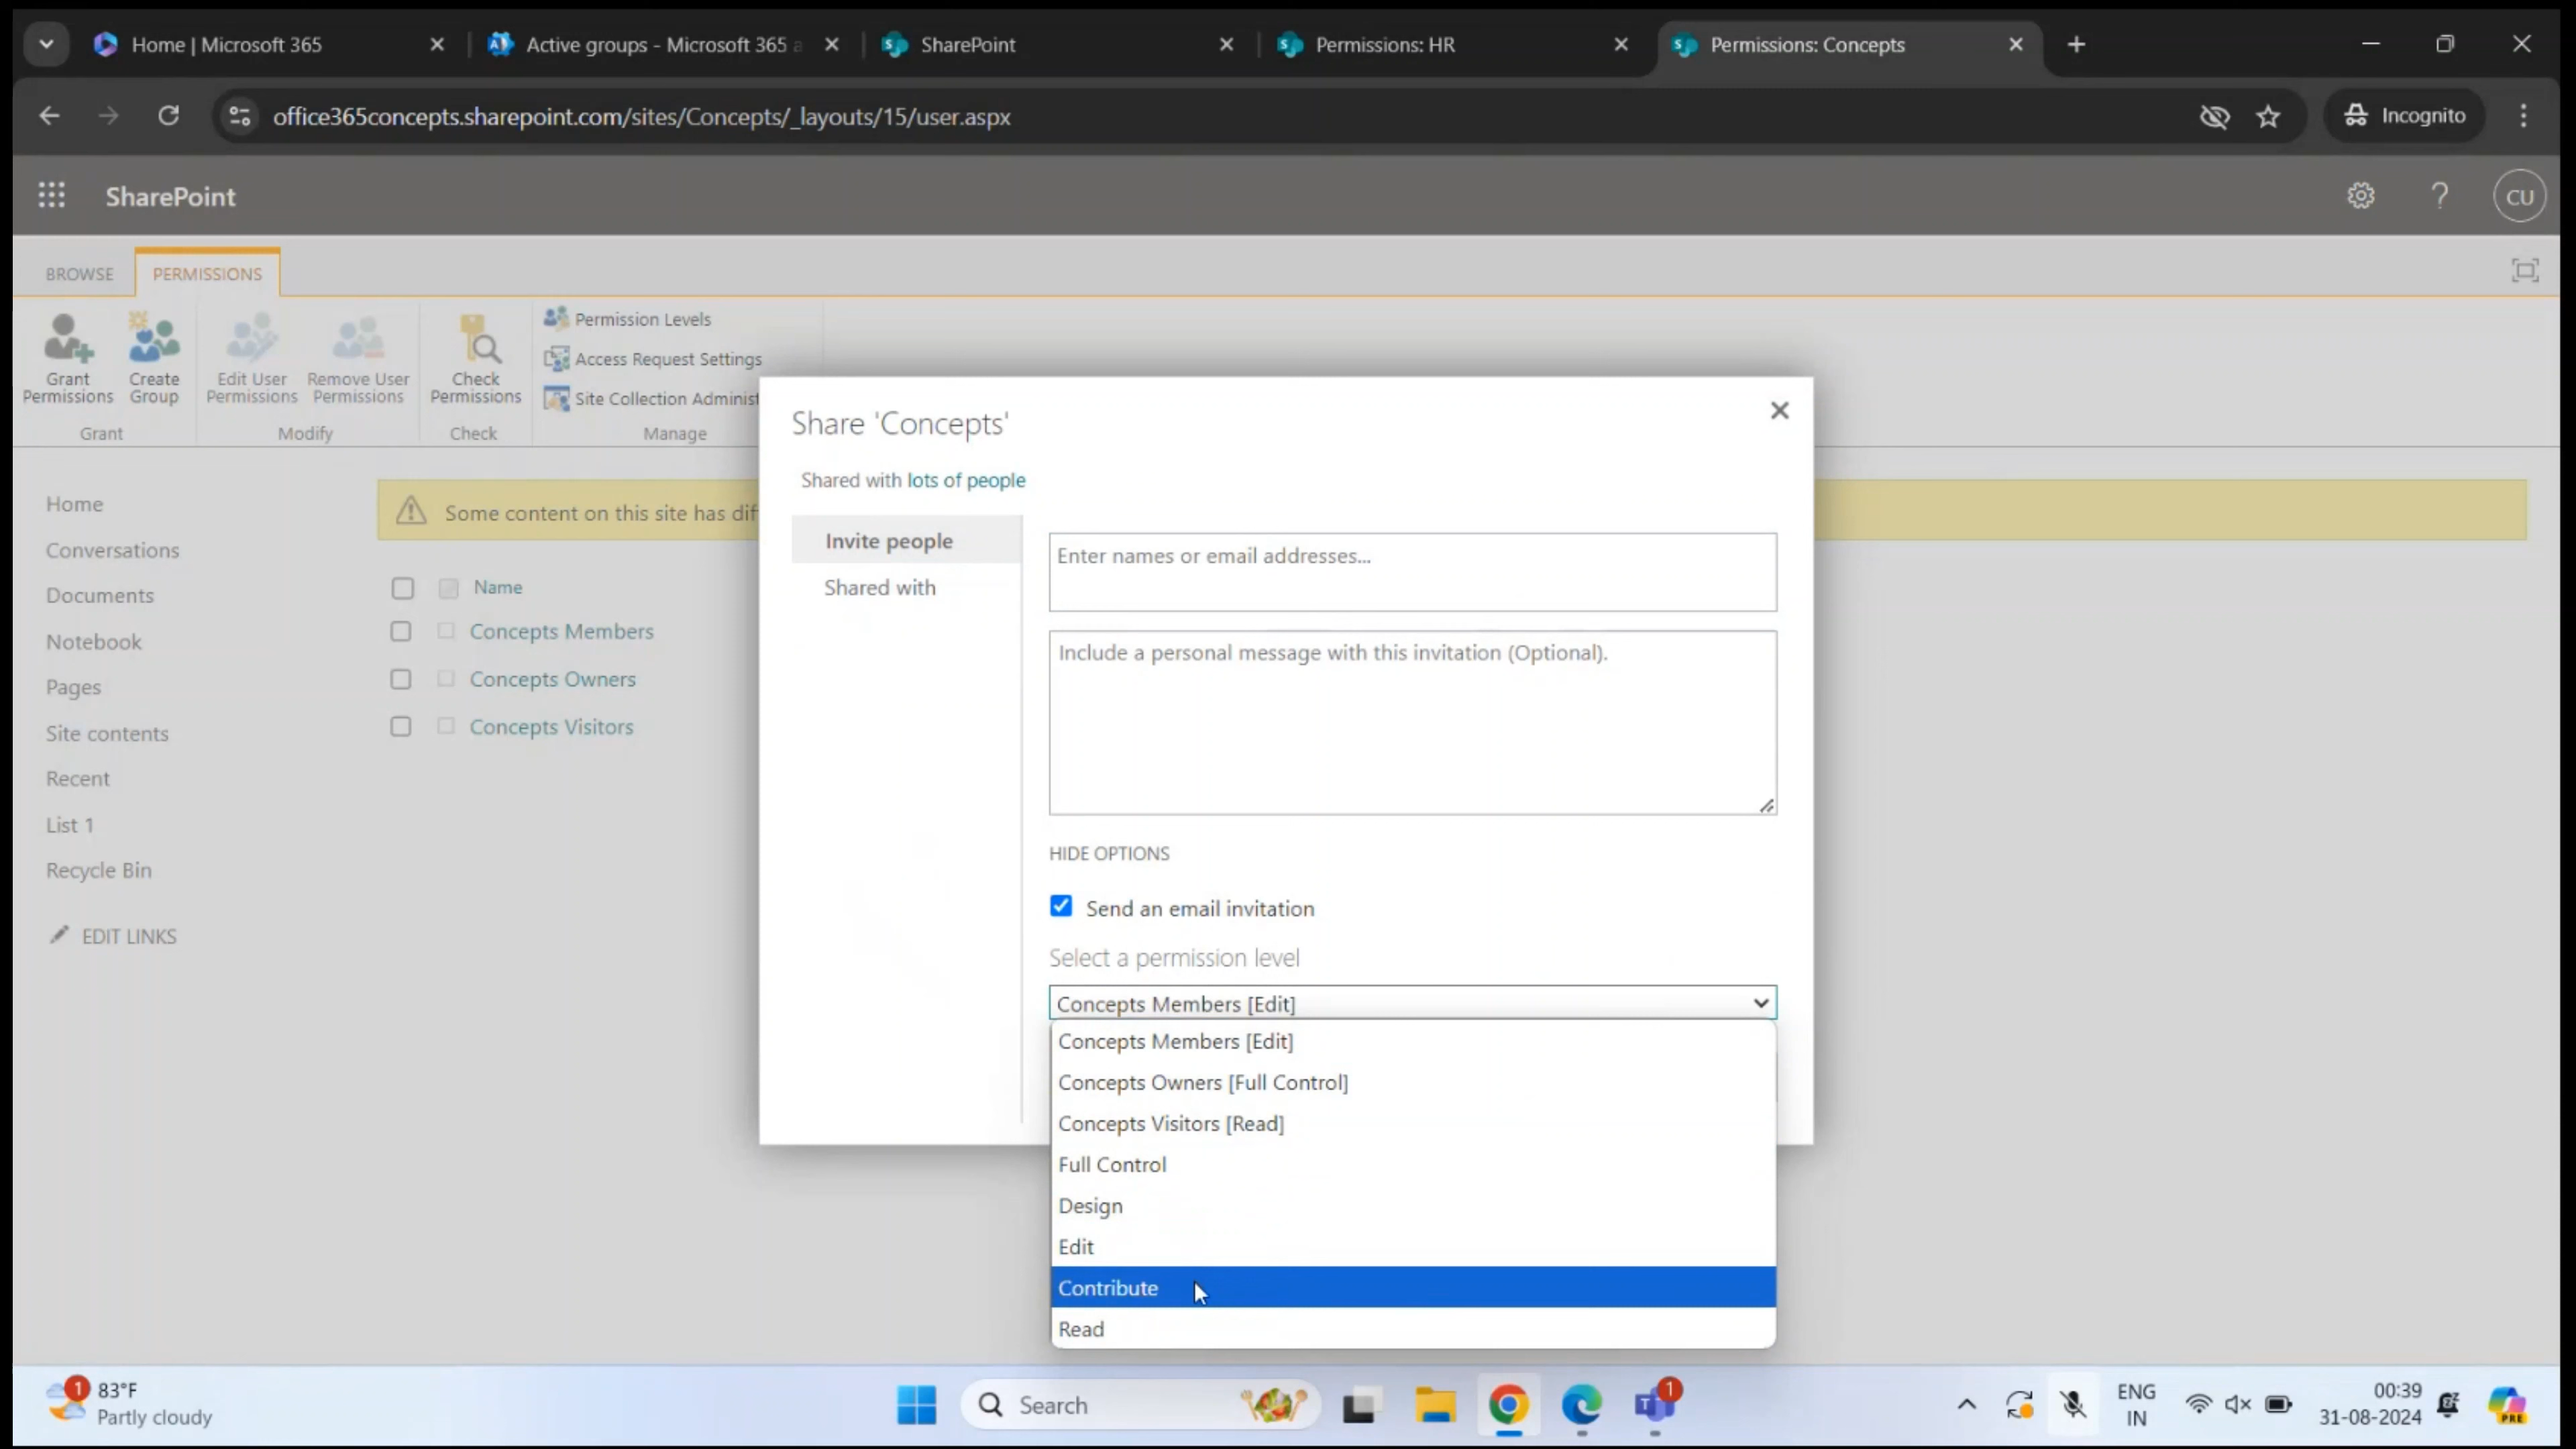 Home | Microsoft 365
Active groups - Microsoft 365 a
SharePoint
Permissions: HR
Permissions: Concepts
office365concepts.sharepoint.com/sites/Concepts/_layouts/15/user.aspx
Incognito
SharePoint
CU
BROWSE
PERMISSIONS
Grant Permissions
Create Group
Edit User Permissions
Remove User Permissions
Check Permissions
Permission Levels
Access Request Settings
Site Collection Administ
Grant
Modify
Check
Manage
Share 'Concepts'
Shared with lots of people
Home
Conversations
Documents
Notebook
Pages
Site contents
Recent
List 1
Recycle Bin
EDIT LINKS
Some content on this site has dif
Name
Concepts Members
Concepts Owners
Concepts Visitors
Invite people
Shared with
Enter names or email addresses...
Include a personal message with this invitation (Optional).
HIDE OPTIONS
Send an email invitation
Select a permission level
Concepts Members [Edit]
Concepts Members [Edit]
Concepts Owners [Full Control]
Concepts Visitors [Read]
Full Control
Design
Edit
Contribute
Read
1
83°F
Partly cloudy
Search
1
ENG
IN
00:39
31-08-2024
PRE